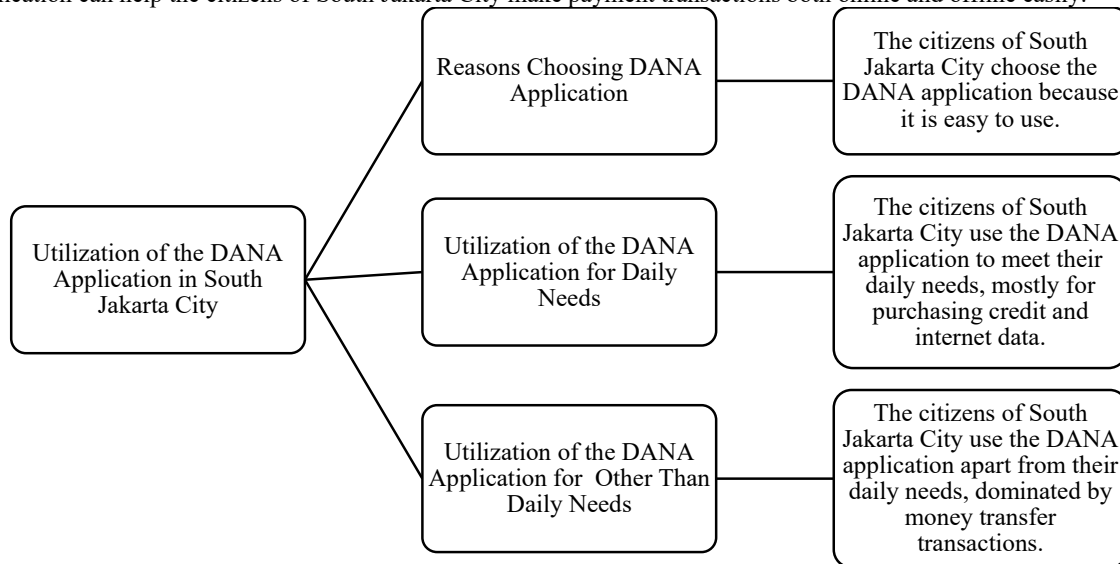 can help the citizens of South Jakarta City make payment transactions both online and offline easily.
Reasons Choosing DANA
Application
The citizens of South
Jakarta City choose the
DANA application because
it is easy to use.
Utilization of the DANA
Application in South
Jakarta City
Utilization of the DANA
Application for Daily
Needs
The citizens of South
Jakarta City use the DANA
application to meet their
daily needs, mostly for
purchasing credit and
internet data.
Utilization of the DANA
Application for  Other Than
Daily Needs
The citizens of South
Jakarta City use the DANA
application apart from their
daily needs, dominated by
money transfer
transactions.